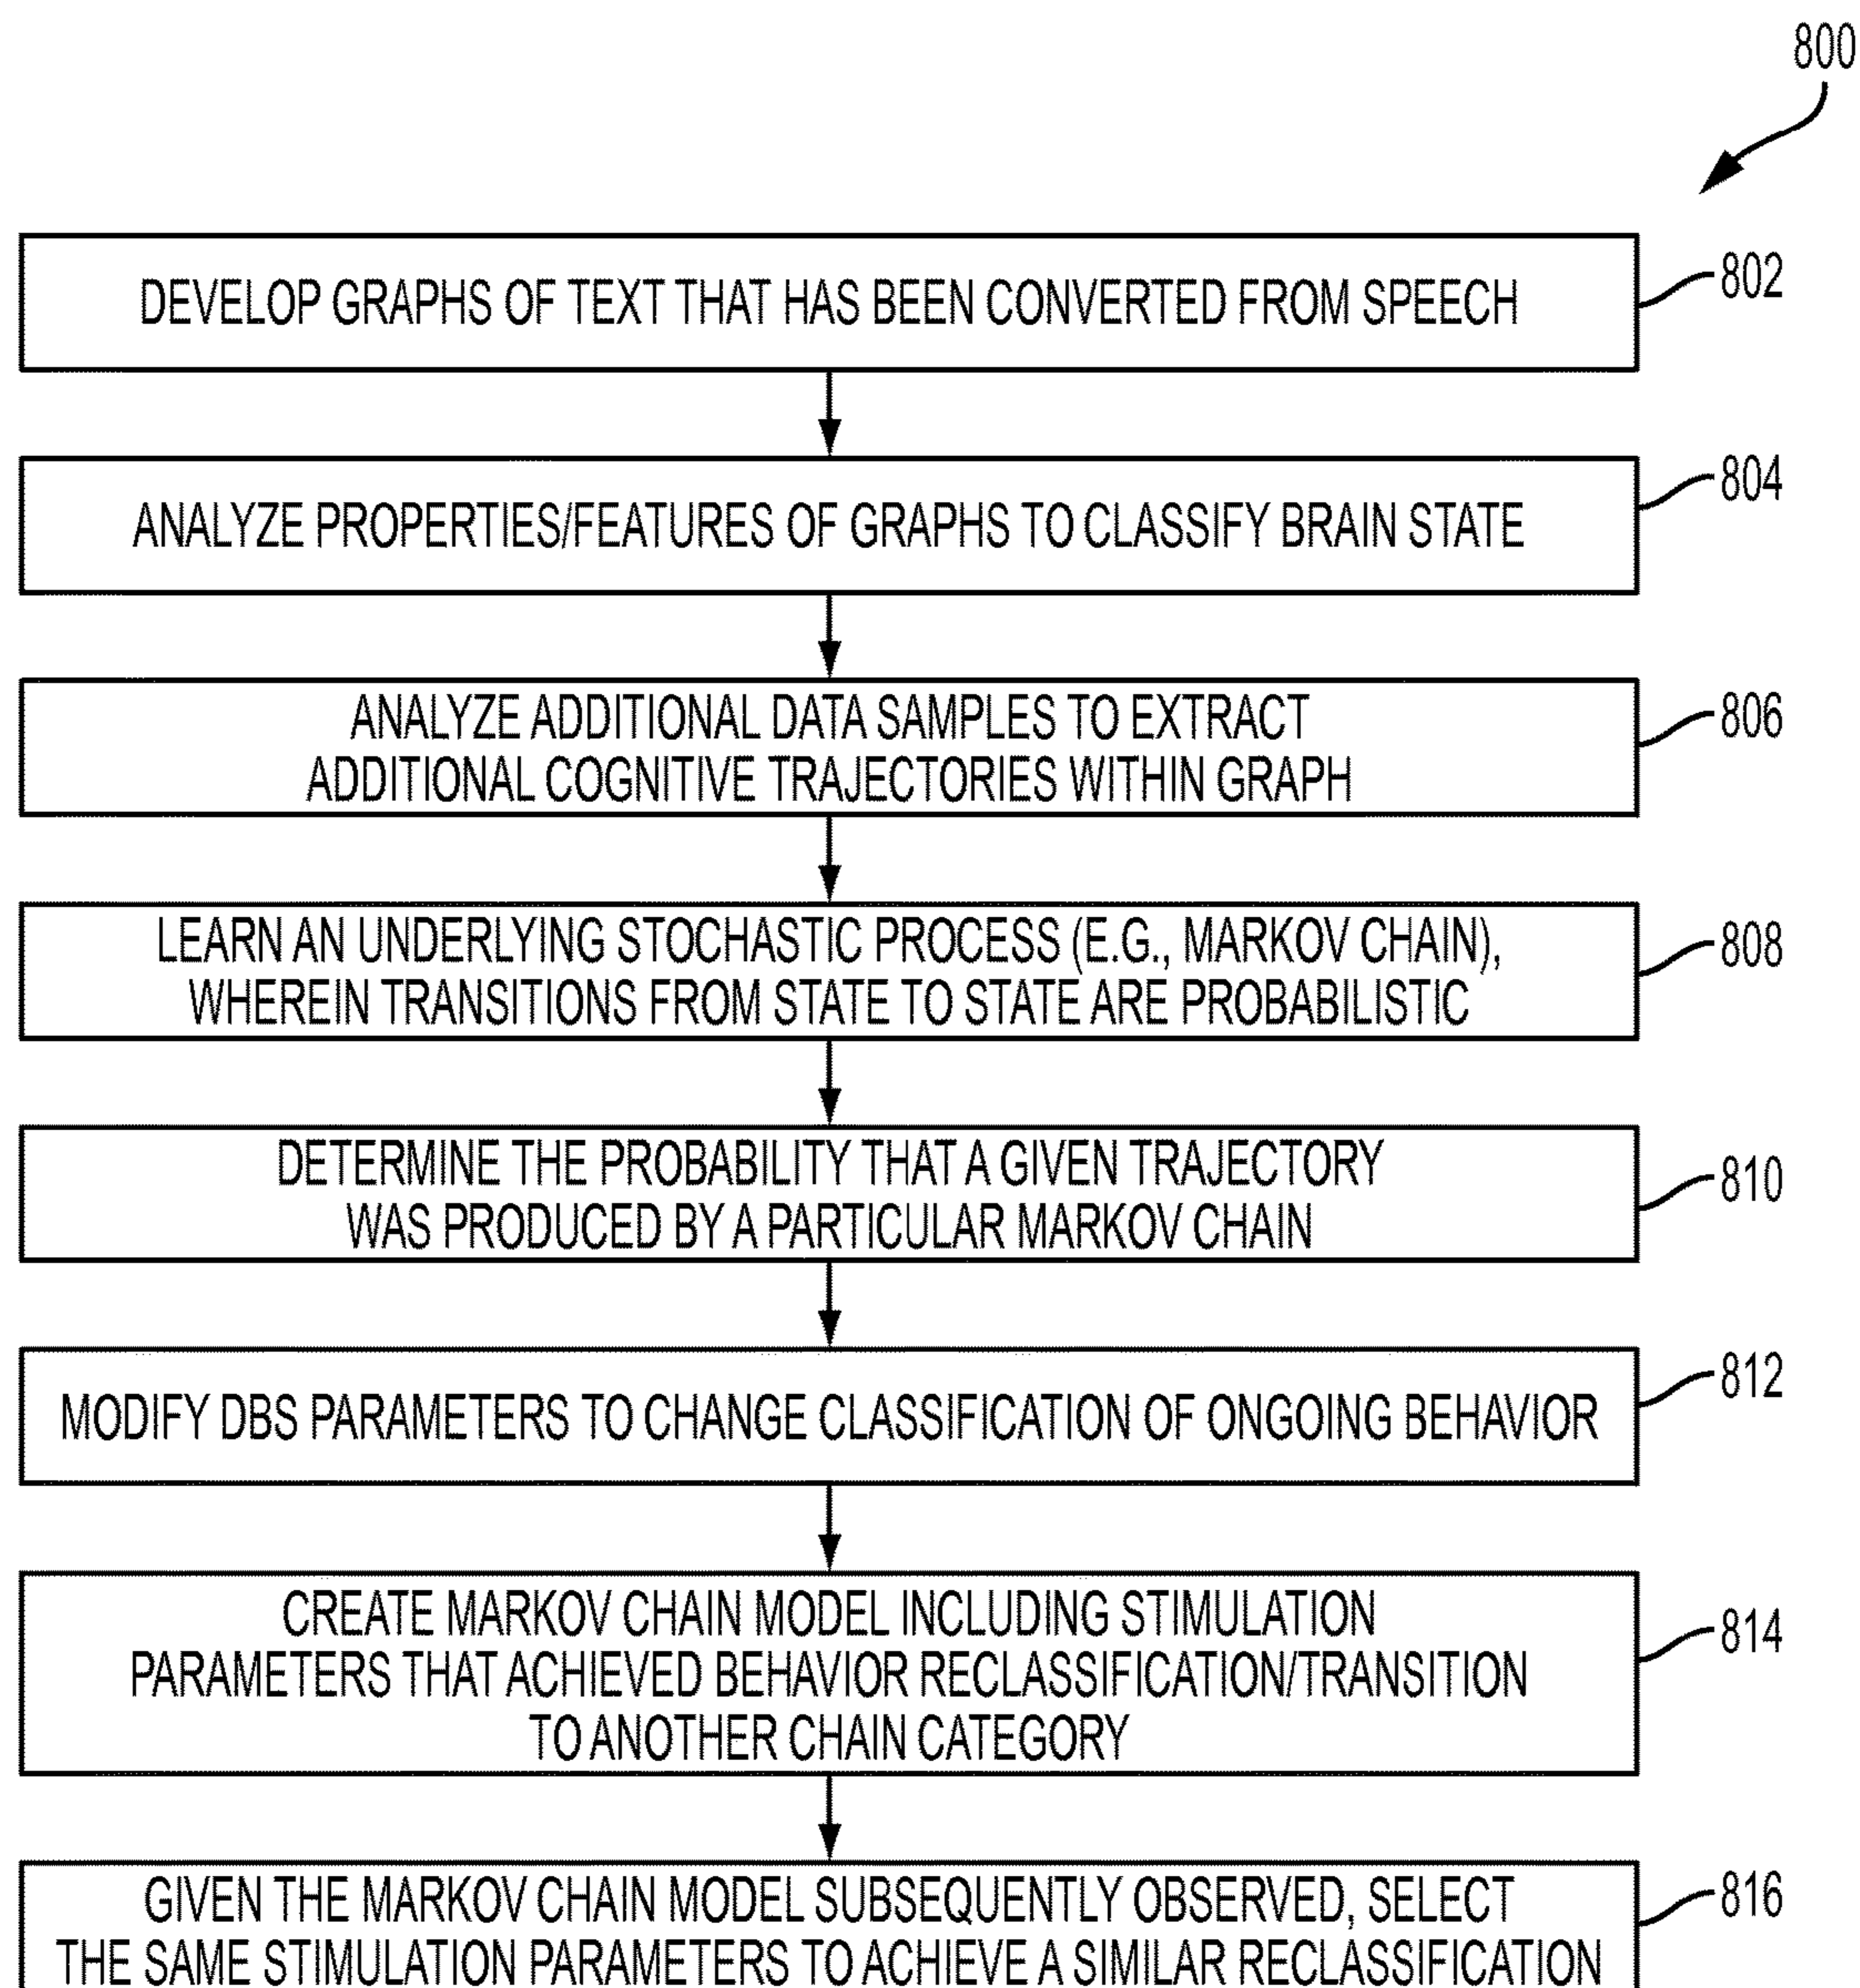 800
DEVELOP GRAPHS OF TEXT THAT HAS BEEN CONVERTED FROM SPEECH
802
ANALYZE PROPERTIES/FEATURES OF GRAPHS TO CLASSIFY BRAIN STATE
804
ANALYZE ADDITIONAL DATA SAMPLES TO EXTRACT
ADDITIONAL COGNITIVE TRAJECTORIES WITHIN GRAPH
806
LEARN AN UNDERLYING STOCHASTIC PROCESS (E.G., MARKOV CHAIN),
WHEREIN TRANSITIONS FROM STATE TO STATE ARE PROBABILISTIC
808
DETERMINE THE PROBABILITY THAT A GIVEN TRAJECTORY
WAS PRODUCED BY A PARTICULAR MARKOV CHAIN
810
MODIFY DBS PARAMETERS TO CHANGE CLASSIFICATION OF ONGOING BEHAVIOR
812
CREATE MARKOV CHAIN MODEL INCLUDING STIMULATION
PARAMETERS THAT ACHIEVED BEHAVIOR RECLASSIFICATION/TRANSITION
TO ANOTHER CHAIN CATEGORY
814
GIVEN THE MARKOV CHAIN MODEL SUBSEQUENTLY OBSERVED, SELECT
THE SAME STIMULATION PARAMETERS TO ACHIEVE A SIMILAR RECLASSIFICATION
816